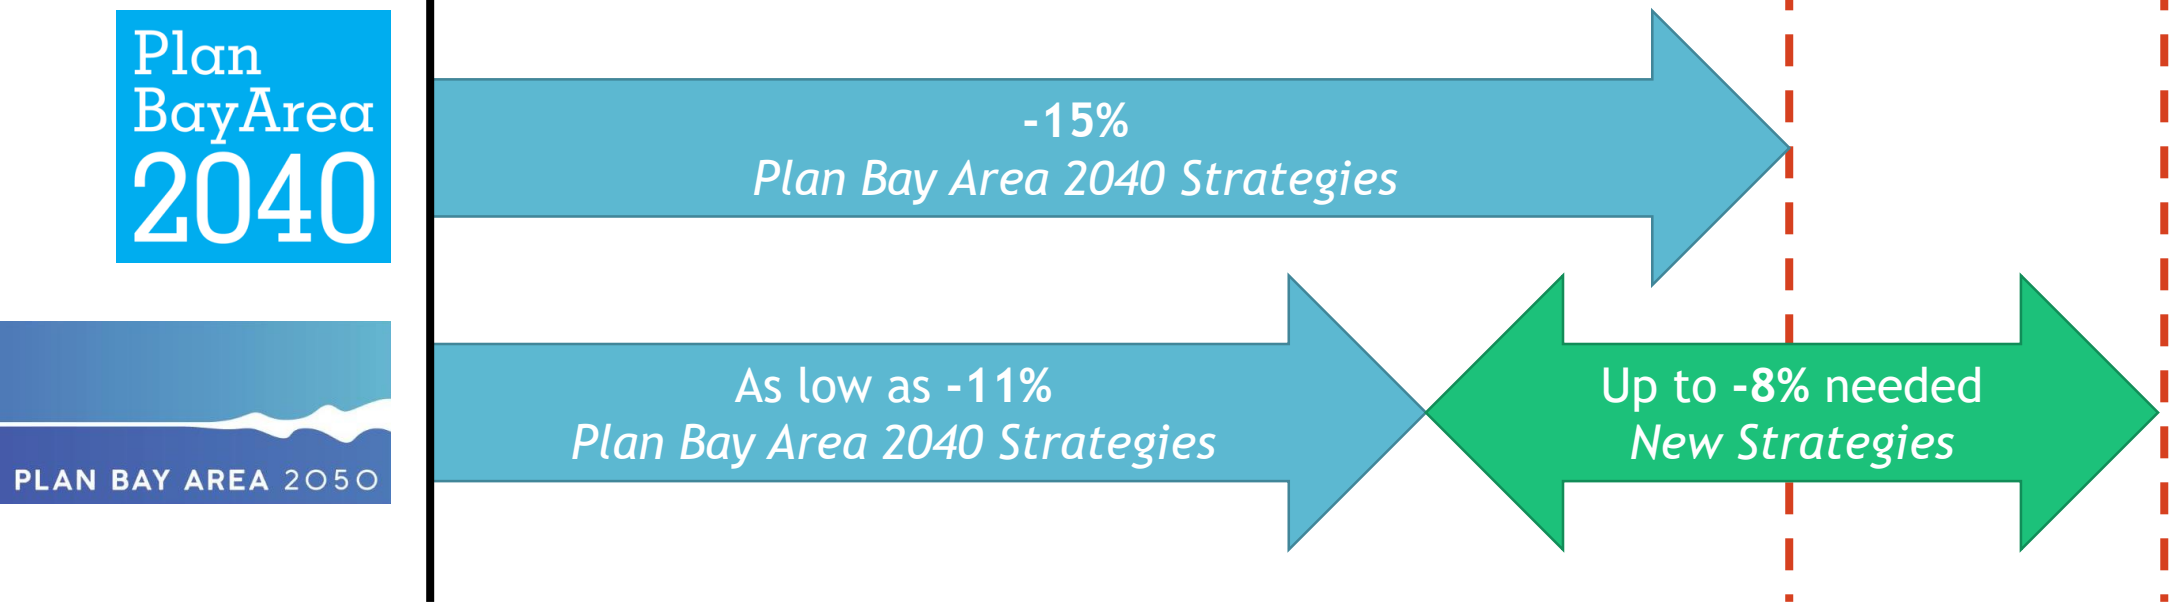 Plan
BayArea
2040
-15%
Plan Bay Area 2040 Strategies
PLAN BAY AREA 2050
As low as -11%
Plan Bay Area 2040 Strategies
Up to -8% needed
New Strategies